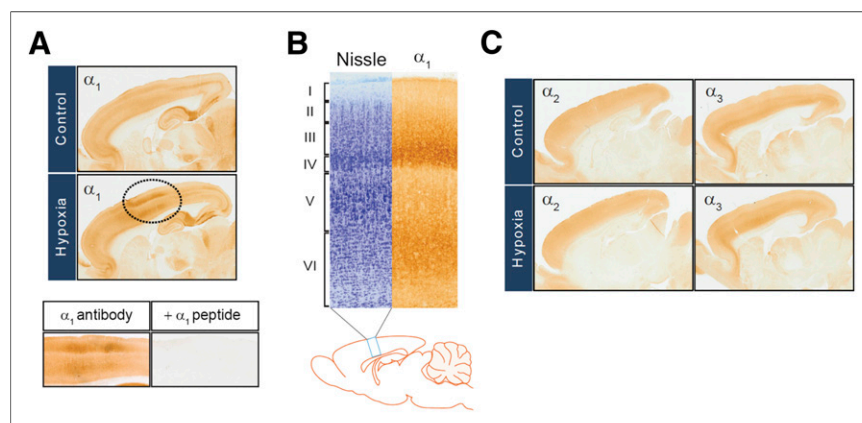 A
Control
α1
Hypoxia
α1
α1 antibody
+ α1 peptide
B
Nissle
α1
I
II
III
IV
V
VI
C
Control
α2
α3
Hypoxia
α2
α3